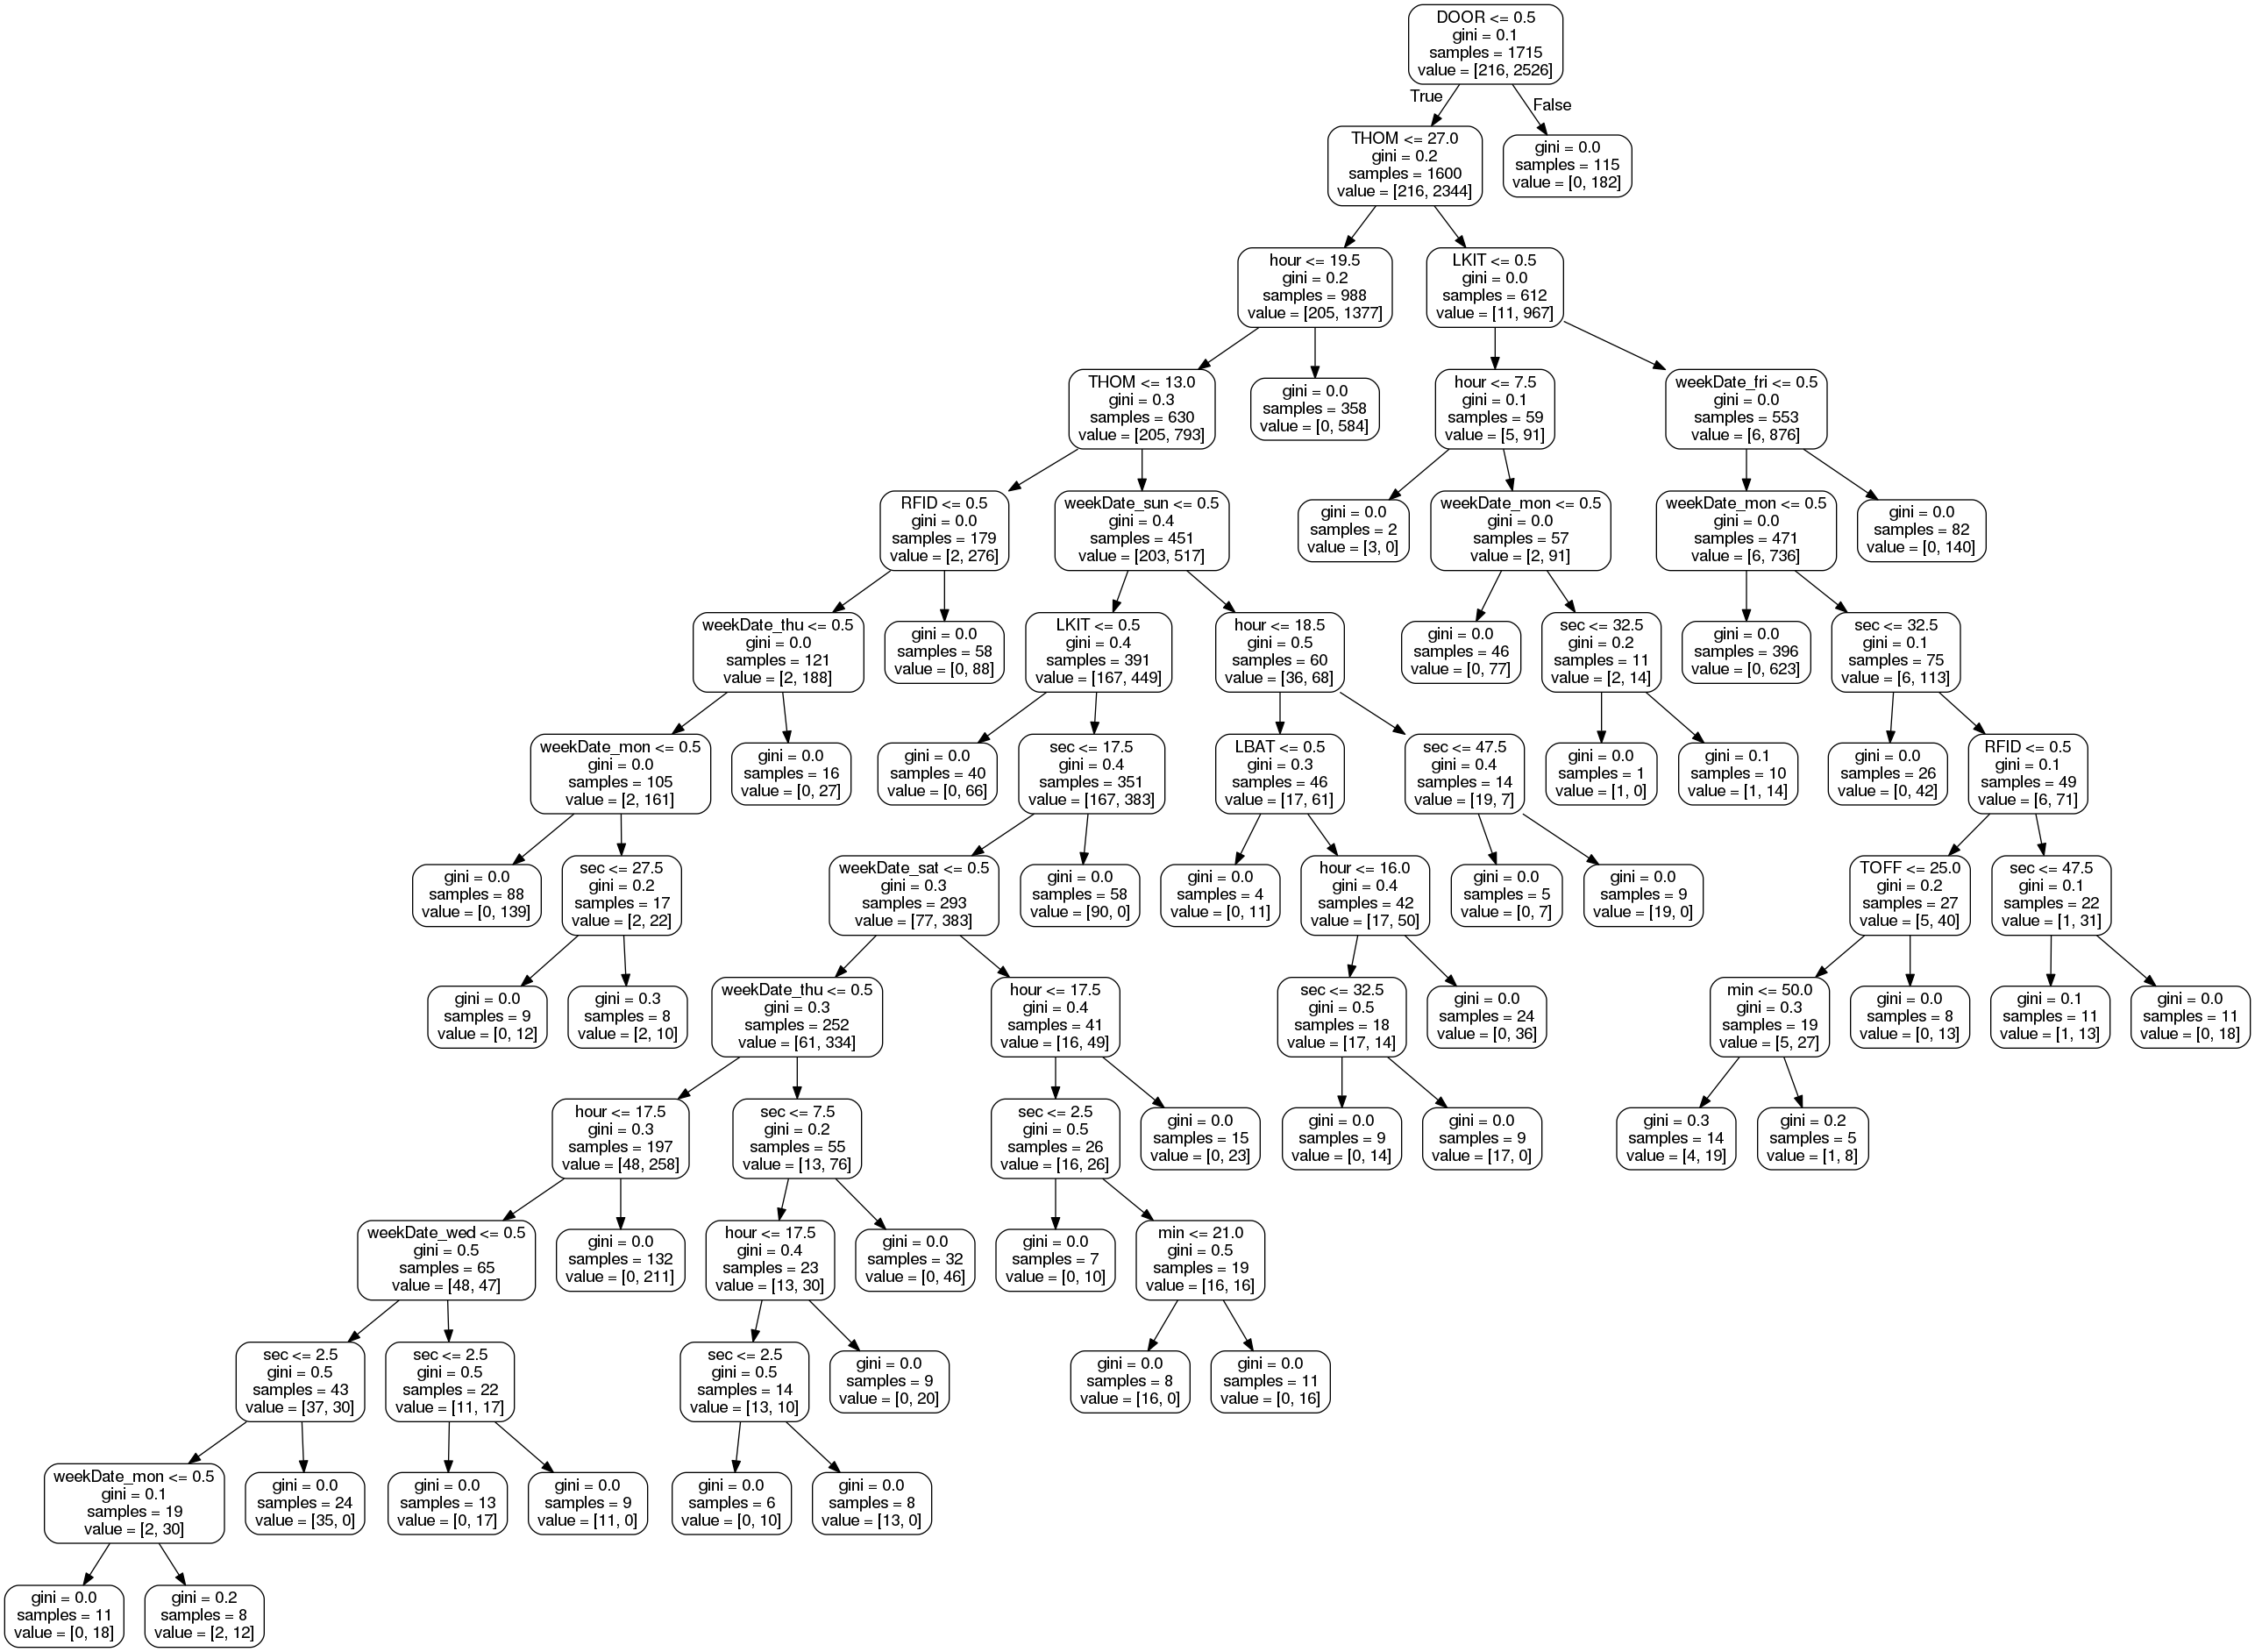 DOOR <= 0.5
gini = 0.1
samples = 1715
value = [216, 2526]
True
False
THOM <= 27.0
gini = 0.2
samples = 1600
value = [216, 2344]
gini = 0.0
samples = 115
value = [0, 182]
hour <= 19.5
gini = 0.2
samples = 988
value = [205, 1377]
LKIT <= 0.5
gini = 0.0
samples = 612
value = [11, 967]
THOM <= 13.0
gini = 0.3
samples = 630
value = [205, 793]
gini = 0.0
samples = 358
value = [0, 584]
hour <= 7.5
gini = 0.1
samples = 59
value = [5, 91]
weekDate_fri <= 0.5
gini = 0.0
samples = 553
value = [6, 876]
RFID <= 0.5
gini = 0.0
samples = 179
value = [2, 276]
weekDate_sun <= 0.5
gini = 0.4
samples = 451
value = [203, 517]
gini = 0.0
samples = 2
value = [3, 0]
weekDate_mon <= 0.5
gini = 0.0
samples = 57
value = [2, 91]
weekDate_mon <= 0.5
gini = 0.0
samples = 471
value = [6, 736]
gini = 0.0
samples = 82
value = [0, 140]
weekDate_thu <= 0.5
gini = 0.0
samples = 121
value = [2, 188]
gini = 0.0
samples = 58
value = [0, 88]
LKIT <= 0.5
gini = 0.4
samples = 391
value = [167, 449]
hour <= 18.5
gini = 0.5
samples = 60
value = [36, 68]
gini = 0.0
samples = 46
value = [0, 77]
sec <= 32.5
gini = 0.2
samples = 11
value = [2, 14]
gini = 0.0
samples = 396
value = [0, 623]
sec <= 32.5
gini = 0.1
samples = 75
value = [6, 113]
weekDate_mon <= 0.5
gini = 0.0
samples = 105
value = [2, 161]
gini = 0.0
samples = 16
value = [0, 27]
gini = 0.0
samples = 40
value = [0, 66]
sec <= 17.5
gini = 0.4
samples = 351
value = [167, 383]
LBAT <= 0.5
gini = 0.3
samples = 46
value = [17, 61]
sec <= 47.5
gini = 0.4
samples = 14
value = [19, 7]
gini = 0.0
samples = 1
value = [1, 0]
gini = 0.1
samples = 10
value = [1, 14]
gini = 0.0
samples = 26
value = [0, 42]
RFID <= 0.5
gini = 0.1
samples = 49
value = [6, 71]
gini = 0.0
samples = 88
value = [0, 139]
sec <= 27.5
gini = 0.2
samples = 17
value = [2, 22]
weekDate_sat <= 0.5
gini = 0.3
samples = 293
value = [77, 383]
gini = 0.0
samples = 58
value = [90, 0]
gini = 0.0
samples = 4
value = [0, 11]
hour <= 16.0
gini = 0.4
samples = 42
value = [17, 50]
gini = 0.0
samples = 5
value = [0, 7]
gini = 0.0
samples = 9
value = [19, 0]
TOFF <= 25.0
gini = 0.2
samples = 27
value = [5, 40]
sec <= 47.5
gini = 0.1
samples = 22
value = [1, 31]
gini = 0.0
samples = 9
value = [0, 12]
gini = 0.3
samples = 8
value = [2, 10]
weekDate_thu <= 0.5
gini = 0.3
samples = 252
value = [61, 334]
hour <= 17.5
gini = 0.4
samples = 41
value = [16, 49]
sec <= 32.5
gini = 0.5
samples = 18
value = [17, 14]
gini = 0.0
samples = 24
value = [0, 36]
min <= 50.0
gini = 0.3
samples = 19
value = [5, 27]
gini = 0.0
samples = 8
value = [0, 13]
gini = 0.1
samples = 11
value = [1, 13]
gini = 0.0
samples = 11
value = [0, 18]
hour <= 17.5
gini = 0.3
samples = 197
value = [48, 258]
sec <= 7.5
gini = 0.2
samples = 55
value = [13, 76]
sec <= 2.5
gini = 0.5
samples = 26
value = [16, 26]
gini = 0.0
samples = 15
value = [0, 23]
gini = 0.0
samples = 9
value = [0, 14]
gini = 0.0
samples = 9
value = [17, 0]
gini = 0.3
samples = 14
value = [4, 19]
gini = 0.2
samples = 5
value = [1, 8]
weekDate_wed <= 0.5
gini = 0.5
samples = 65
value = [48, 47]
gini = 0.0
samples = 132
value = [0, 211]
hour <= 17.5
gini = 0.4
samples = 23
value = [13, 30]
gini = 0.0
samples = 32
value = [0, 46]
gini = 0.0
samples = 7
value = [0, 10]
min <= 21.0
gini = 0.5
samples = 19
value = [16, 16]
sec <= 2.5
gini = 0.5
samples = 43
value = [37, 30]
sec <= 2.5
gini = 0.5
samples = 22
value = [11, 17]
sec <= 2.5
gini = 0.5
samples = 14
value = [13, 10]
gini = 0.0
samples = 9
value = [0, 20]
gini = 0.0
samples = 8
value = [16, 0]
gini = 0.0
samples = 11
value = [0, 16]
weekDate_mon <= 0.5
gini = 0.1
samples = 19
value = [2, 30]
gini = 0.0
samples = 24
value = [35, 0]
gini = 0.0
samples = 13
value = [0, 17]
gini = 0.0
samples = 9
value = [11, 0]
gini = 0.0
samples = 6
value = [0, 10]
gini = 0.0
samples = 8
value = [13, 0]
gini = 0.0
samples = 11
value = [0, 18]
gini = 0.2
samples = 8
value = [2, 12]